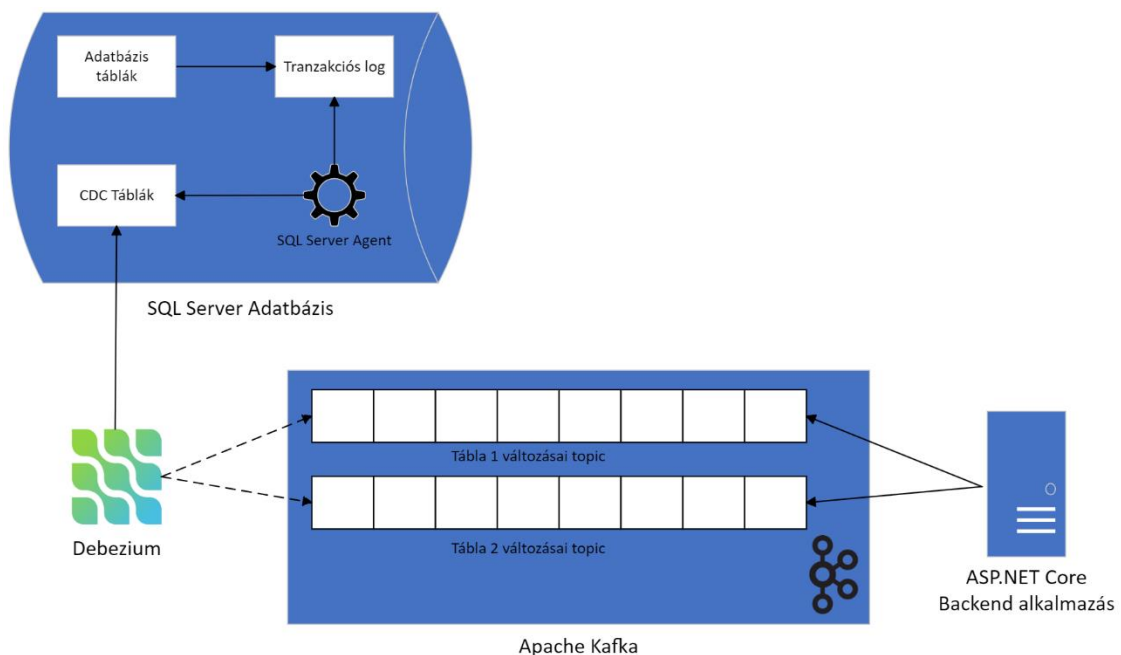 Adatbázis
táblák
Tranzakciós log
CDC Táblák
SQL Server Agent
SQL Server Adatbázis
Tábla 1 változásai topic
Tábla 2 változásai topic
Debezium
ASP.NET Core
Backend alkalmazás
Apache Kafka